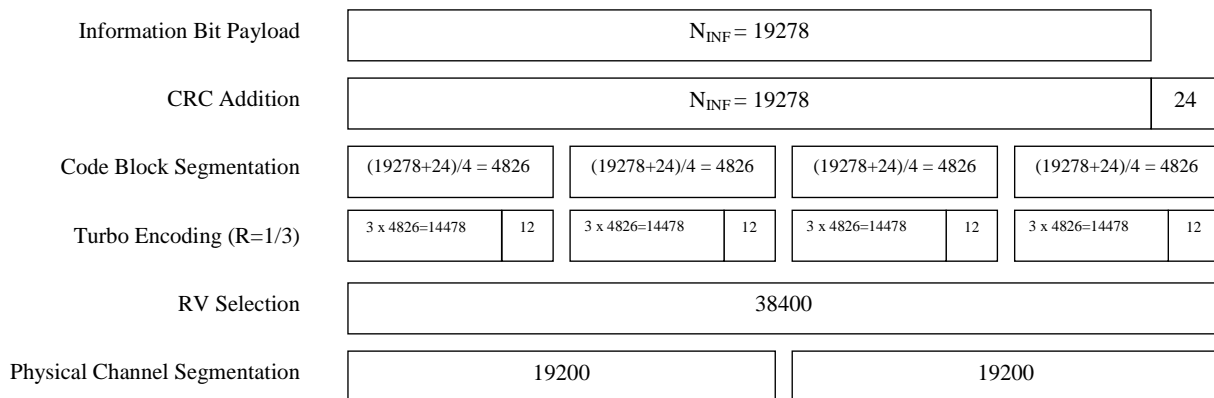 Information Bit Payload N_INF = 19278
CRC Addition N_INF = 19278 24
Code Block Segmentation (19278+24)/4 = 4826 (19278+24)/4 = 4826 (19278+24)/4 = 4826 (19278+24)/4 = 4826
Turbo Encoding (R=1/3) 3 x 4826=14478 12 3 x 4826=14478 12 3 x 4826=14478 12 3 x 4826=14478 12
RV Selection 38400
Physical Channel Segmentation 19200 19200